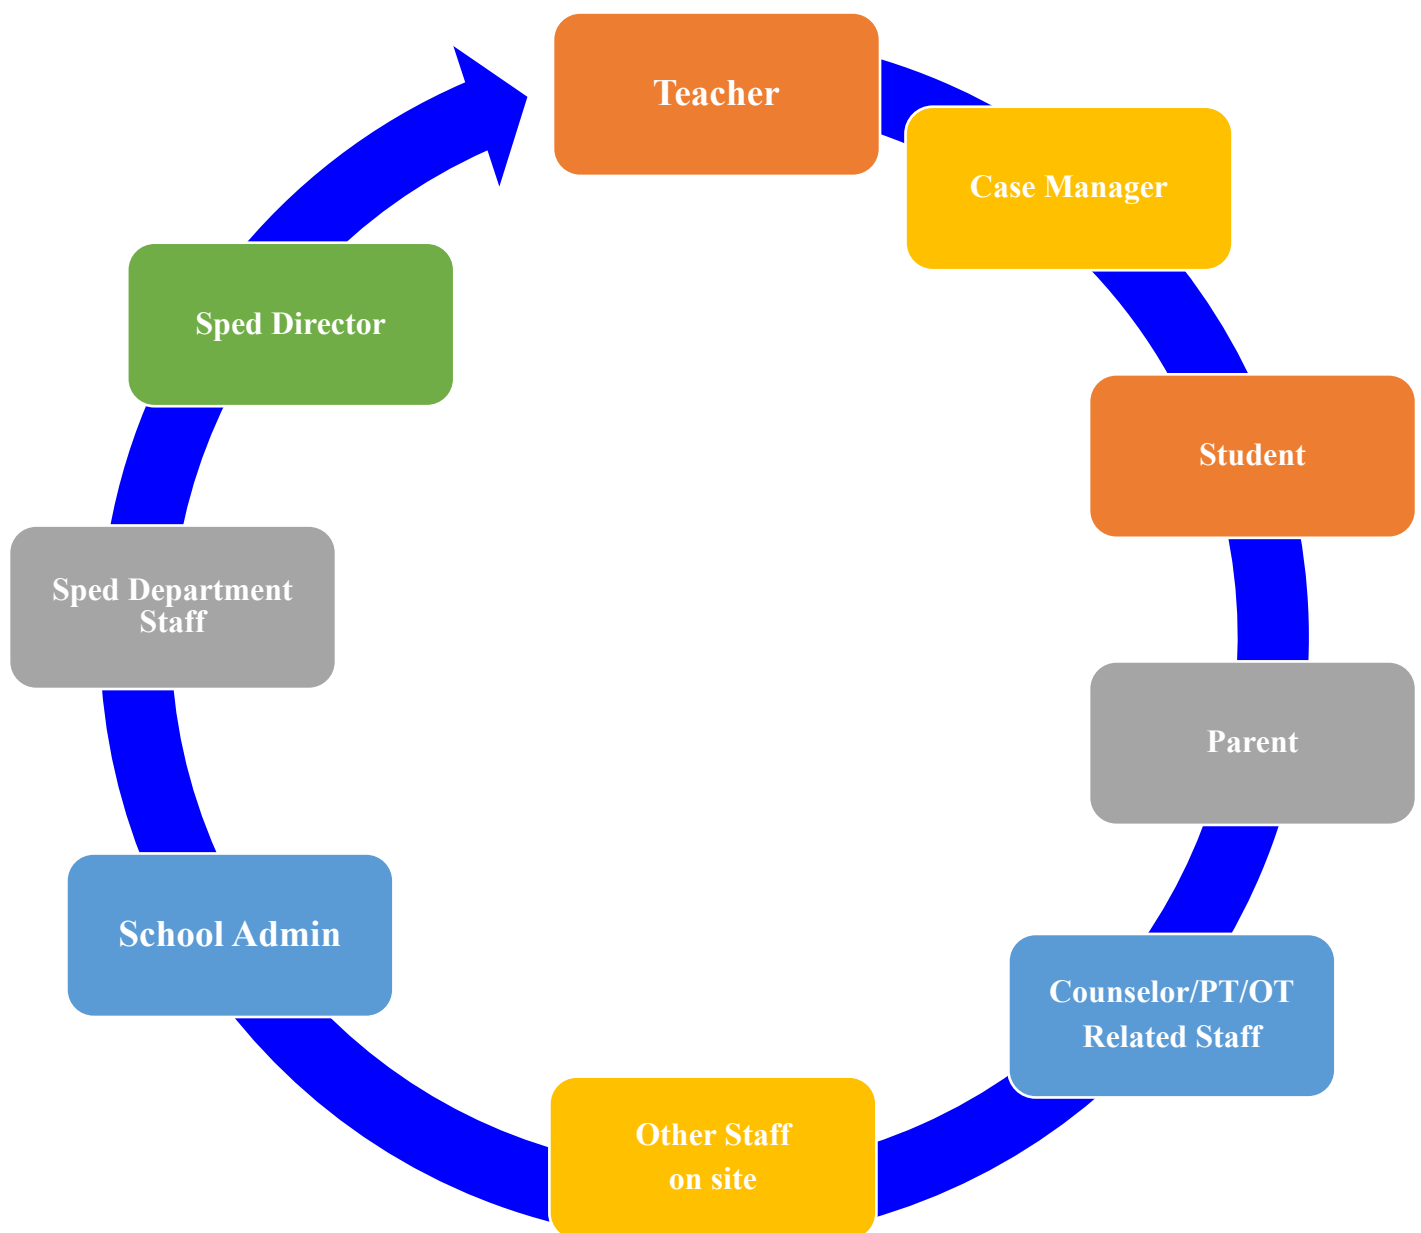 Teacher
Case Manager
Student
Parent
Counselor/PT/OT
Related Staff
Other Staff
on site
School Admin
Sped Department
Staff
Sped Director